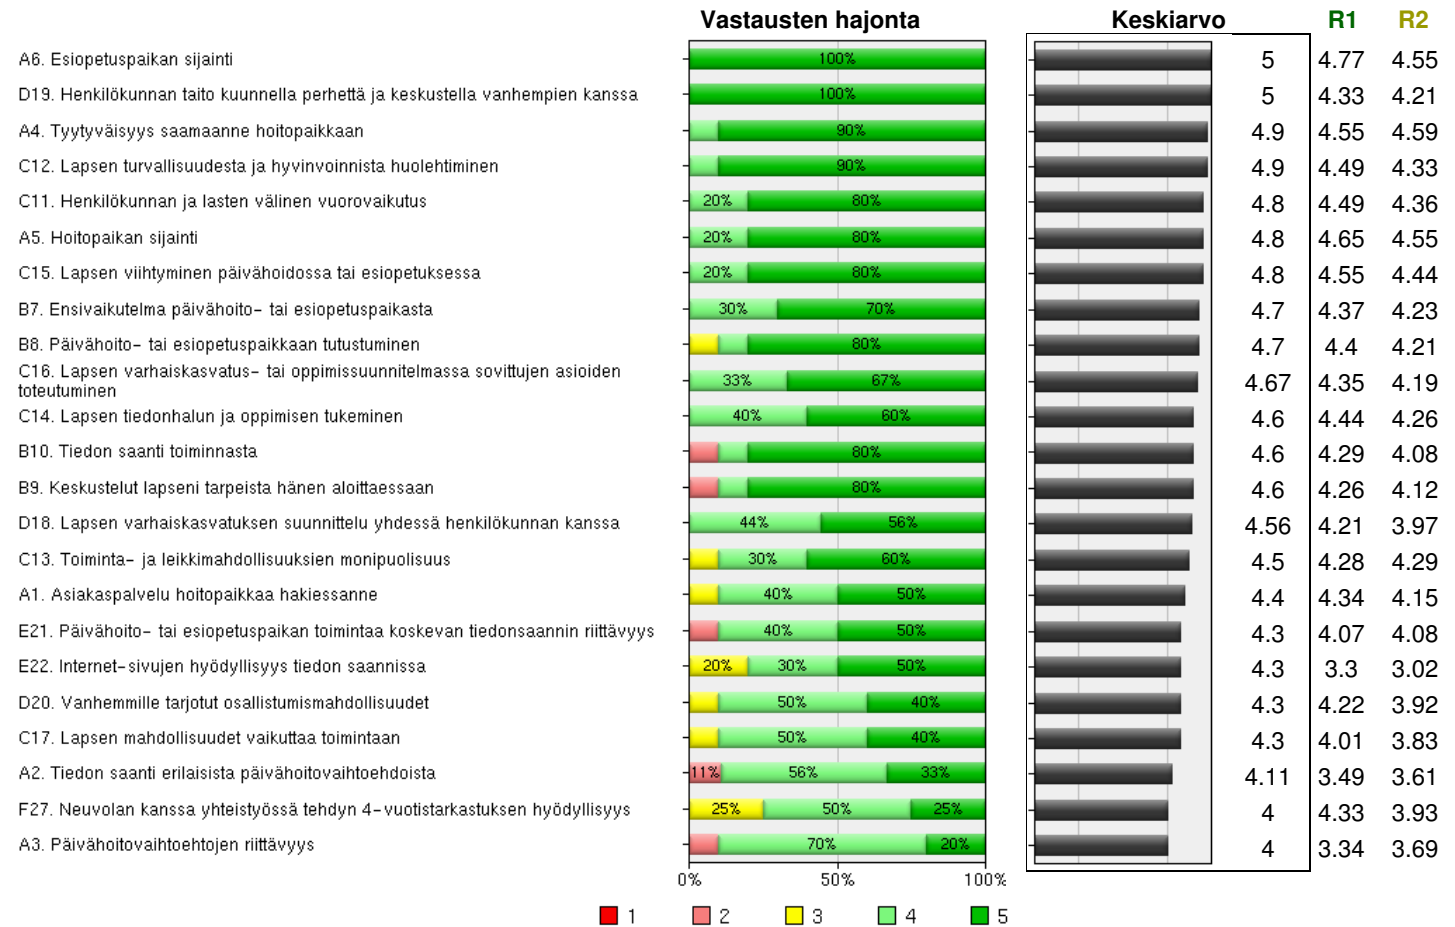 Vastausten hajonta Keskiarvo R1 R2
A6. Esiopetuspaikan sijainti 100% 5 4.77 4.55
D19. Henkilökunnan taito kuunnella perhettä ja keskustella vanhempien kanssa 100% 5 4.33 4.21
A4. Tyytyväisyys saamaanne hoitopaikkaan 90% 4.9 4.55 4.59
C12. Lapsen turvallisuudesta ja hyvinvoinnista huolehtiminen 90% 4.9 4.49 4.33
C11. Henkilökunnan ja lasten välinen vuorovaikutus 20% 80% 4.8 4.49 4.36
A5. Hoitopaikan sijainti 20% 80% 4.8 4.65 4.55
C15. Lapsen viihtyminen päivähoidossa tai esiopetuksessa 20% 80% 4.8 4.55 4.44
B7. Ensivaikutelma päivähoito- tai esiopetuspaikasta 30% 70% 4.7 4.37 4.23
B8. Päivähoito- tai esiopetuspaikkaan tutustuminen 80% 4.7 4.4 4.21
C16. Lapsen varhaiskasvatus- tai oppimissuunnitelmassa sovittujen asioiden
toteutuminen 33% 67% 4.67 4.35 4.19
C14. Lapsen tiedonhalun ja oppimisen tukeminen 40% 60% 4.6 4.44 4.26
B10. Tiedon saanti toiminnasta 80% 4.6 4.29 4.08
B9. Keskustelut lapseni tarpeista hänen aloittaessaan 80% 4.6 4.26 4.12
D18. Lapsen varhaiskasvatuksen suunnittelu yhdessä henkilökunnan kanssa 44% 56% 4.56 4.21 3.97
C13. Toiminta- ja leikkimahdollisuuksien monipuolisuus 30% 60% 4.5 4.28 4.29
A1. Asiakaspalvelu hoitopaikkaa hakiessanne 40% 50% 4.4 4.34 4.15
E21. Päivähoito- tai esiopetuspaikan toimintaa koskevan tiedonsaannin riittävyys 40% 50% 4.3 4.07 4.08
E22. Internet-sivujen hyödyllisyys tiedon saannissa 20% 30% 50% 4.3 3.3 3.02
D20. Vanhemmille tarjotut osallistumismahdollisuudet 50% 40% 4.3 4.22 3.92
C17. Lapsen mahdollisuudet vaikuttaa toimintaan 50% 40% 4.3 4.01 3.83
A2. Tiedon saanti erilaisista päivähoitovaihtoehdoista 11% 56% 33% 4.11 3.49 3.61
F27. Neuvolan kanssa yhteistyössä tehdyn 4-vuotistarkastuksen hyödyllisyys 25% 50% 25% 4 4.33 3.93
A3. Päivähoitovaihtoehtojen riittävyys 70% 20% 4 3.34 3.69
0% 50% 100%
1 2 3 4 5